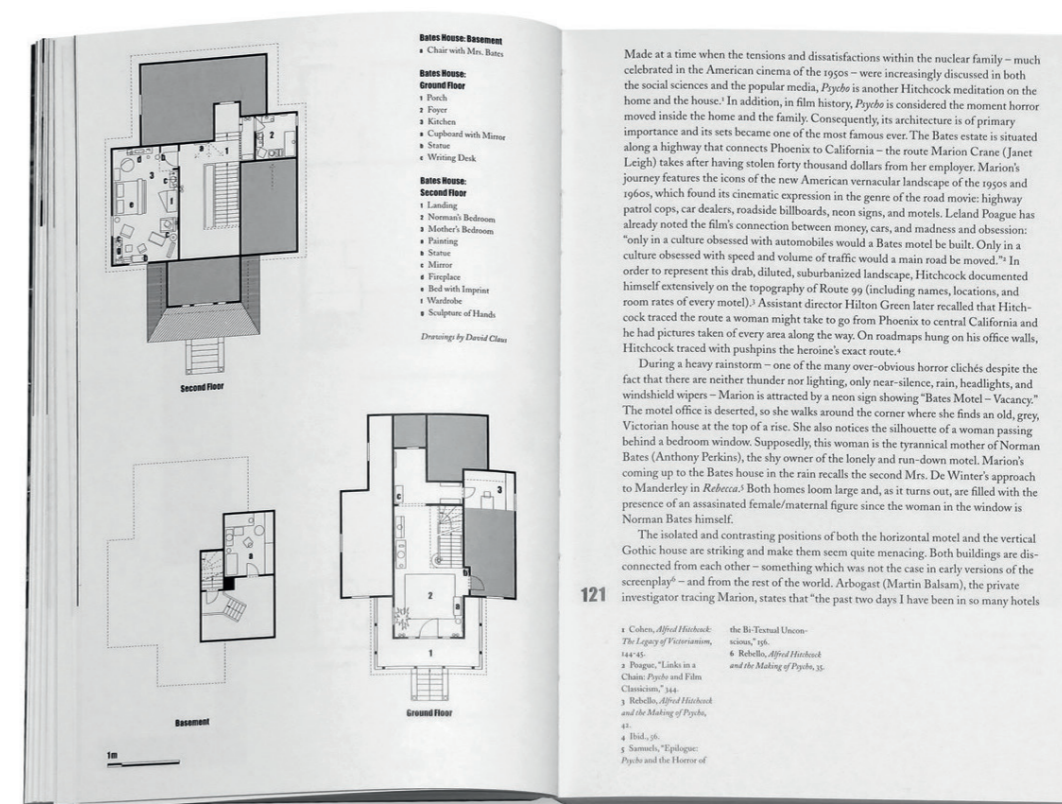 Bates House: Basement
a Chair with Mrs. Bates
Bates House:
Ground Floor
1 Porch
2 Foyer
3 Kitchen
a Cupboard with Mirror
b Statue
c Writing Desk
Bates House:
Second Floor
1 Landing
2 Norman's Bedroom
3 Mother's Bedroom
a Painting
b Statue
c Mirror
d Fireplace
e Bed with Imprint
f Wardrobe
g Sculpture of Hands
Drawings by David Claus
Second Floor
Basement
Ground Floor
1m
Made at a time when the tensions and dissatisfactions within the nuclear family – much
celebrated in the American cinema of the 1950s – were increasingly discussed in both
the social sciences and the popular media, Psycho is another Hitchcock meditation on the
home and the house.¹ In addition, in film history, Psycho is considered the moment horror
moved inside the home and the family. Consequently, its architecture is of primary
importance and its sets became one of the most famous ever. The Bates estate is situated
along a highway that connects Phoenix to California – the route Marion Crane (Janet
Leigh) takes after having stolen forty thousand dollars from her employer. Marion's
journey features the icons of the new American vernacular landscape of the 1950s and
1960s, which found its cinematic expression in the genre of the road movie: highway
patrol cops, car dealers, roadside billboards, neon signs, and motels. Leland Poague has
already noted the film's connection between money, cars, and madness and obsession:
"only in a culture obsessed with automobiles would a Bates motel be built. Only in a
culture obsessed with speed and volume of traffic would a main road be moved."² In
order to represent this drab, diluted, suburbanized landscape, Hitchcock documented
himself extensively on the topography of Route 99 (including names, locations, and
room rates of every motel).³ Assistant director Hilton Green later recalled that Hitch-
cock traced the route a woman might take to go from Phoenix to central California and
he had pictures taken of every area along the way. On roadmaps hung on his office walls,
Hitchcock traced with pushpins the heroine's exact route.⁴
During a heavy rainstorm – one of the many over-obvious horror clichés despite the
fact that there are neither thunder nor lighting, only near-silence, rain, headlights, and
windshield wipers – Marion is attracted by a neon sign showing "Bates Motel – Vacancy."
The motel office is deserted, so she walks around the corner where she finds an old, grey,
Victorian house at the top of a rise. She also notices the silhouette of a woman passing
behind a bedroom window. Supposedly, this woman is the tyrannical mother of Norman
Bates (Anthony Perkins), the shy owner of the lonely and run-down motel. Marion's
coming up to the Bates house in the rain recalls the second Mrs. De Winter's approach
to Manderley in Rebecca.⁵ Both homes loom large and, as it turns out, are filled with the
presence of an assasinated female/maternal figure since the woman in the window is
Norman Bates himself.
The isolated and contrasting positions of both the horizontal motel and the vertical
Gothic house are striking and make them seem quite menacing. Both buildings are dis-
connected from each other – something which was not the case in early versions of the
screenplay⁶ – and from the rest of the world. Arbogast (Martin Balsam), the private
investigator tracing Marion, states that "the past two days I have been in so many hotels
121
1 Cohen, Alfred Hitchcock:
The Legacy of Victorianism,
144-45.
2 Poague, "Links in a
Chain: Psycho and Film
Classicism," 344.
3 Rebello, Alfred Hitchcock
and the Making of Psycho,
42.
4 Ibid., 56.
5 Samuels, "Epilogue:
Psycho and the Horror of
the Bi-Textual Uncon-
scious," 156.
6 Rebello, Alfred Hitchcock
and the Making of Psycho, 35.